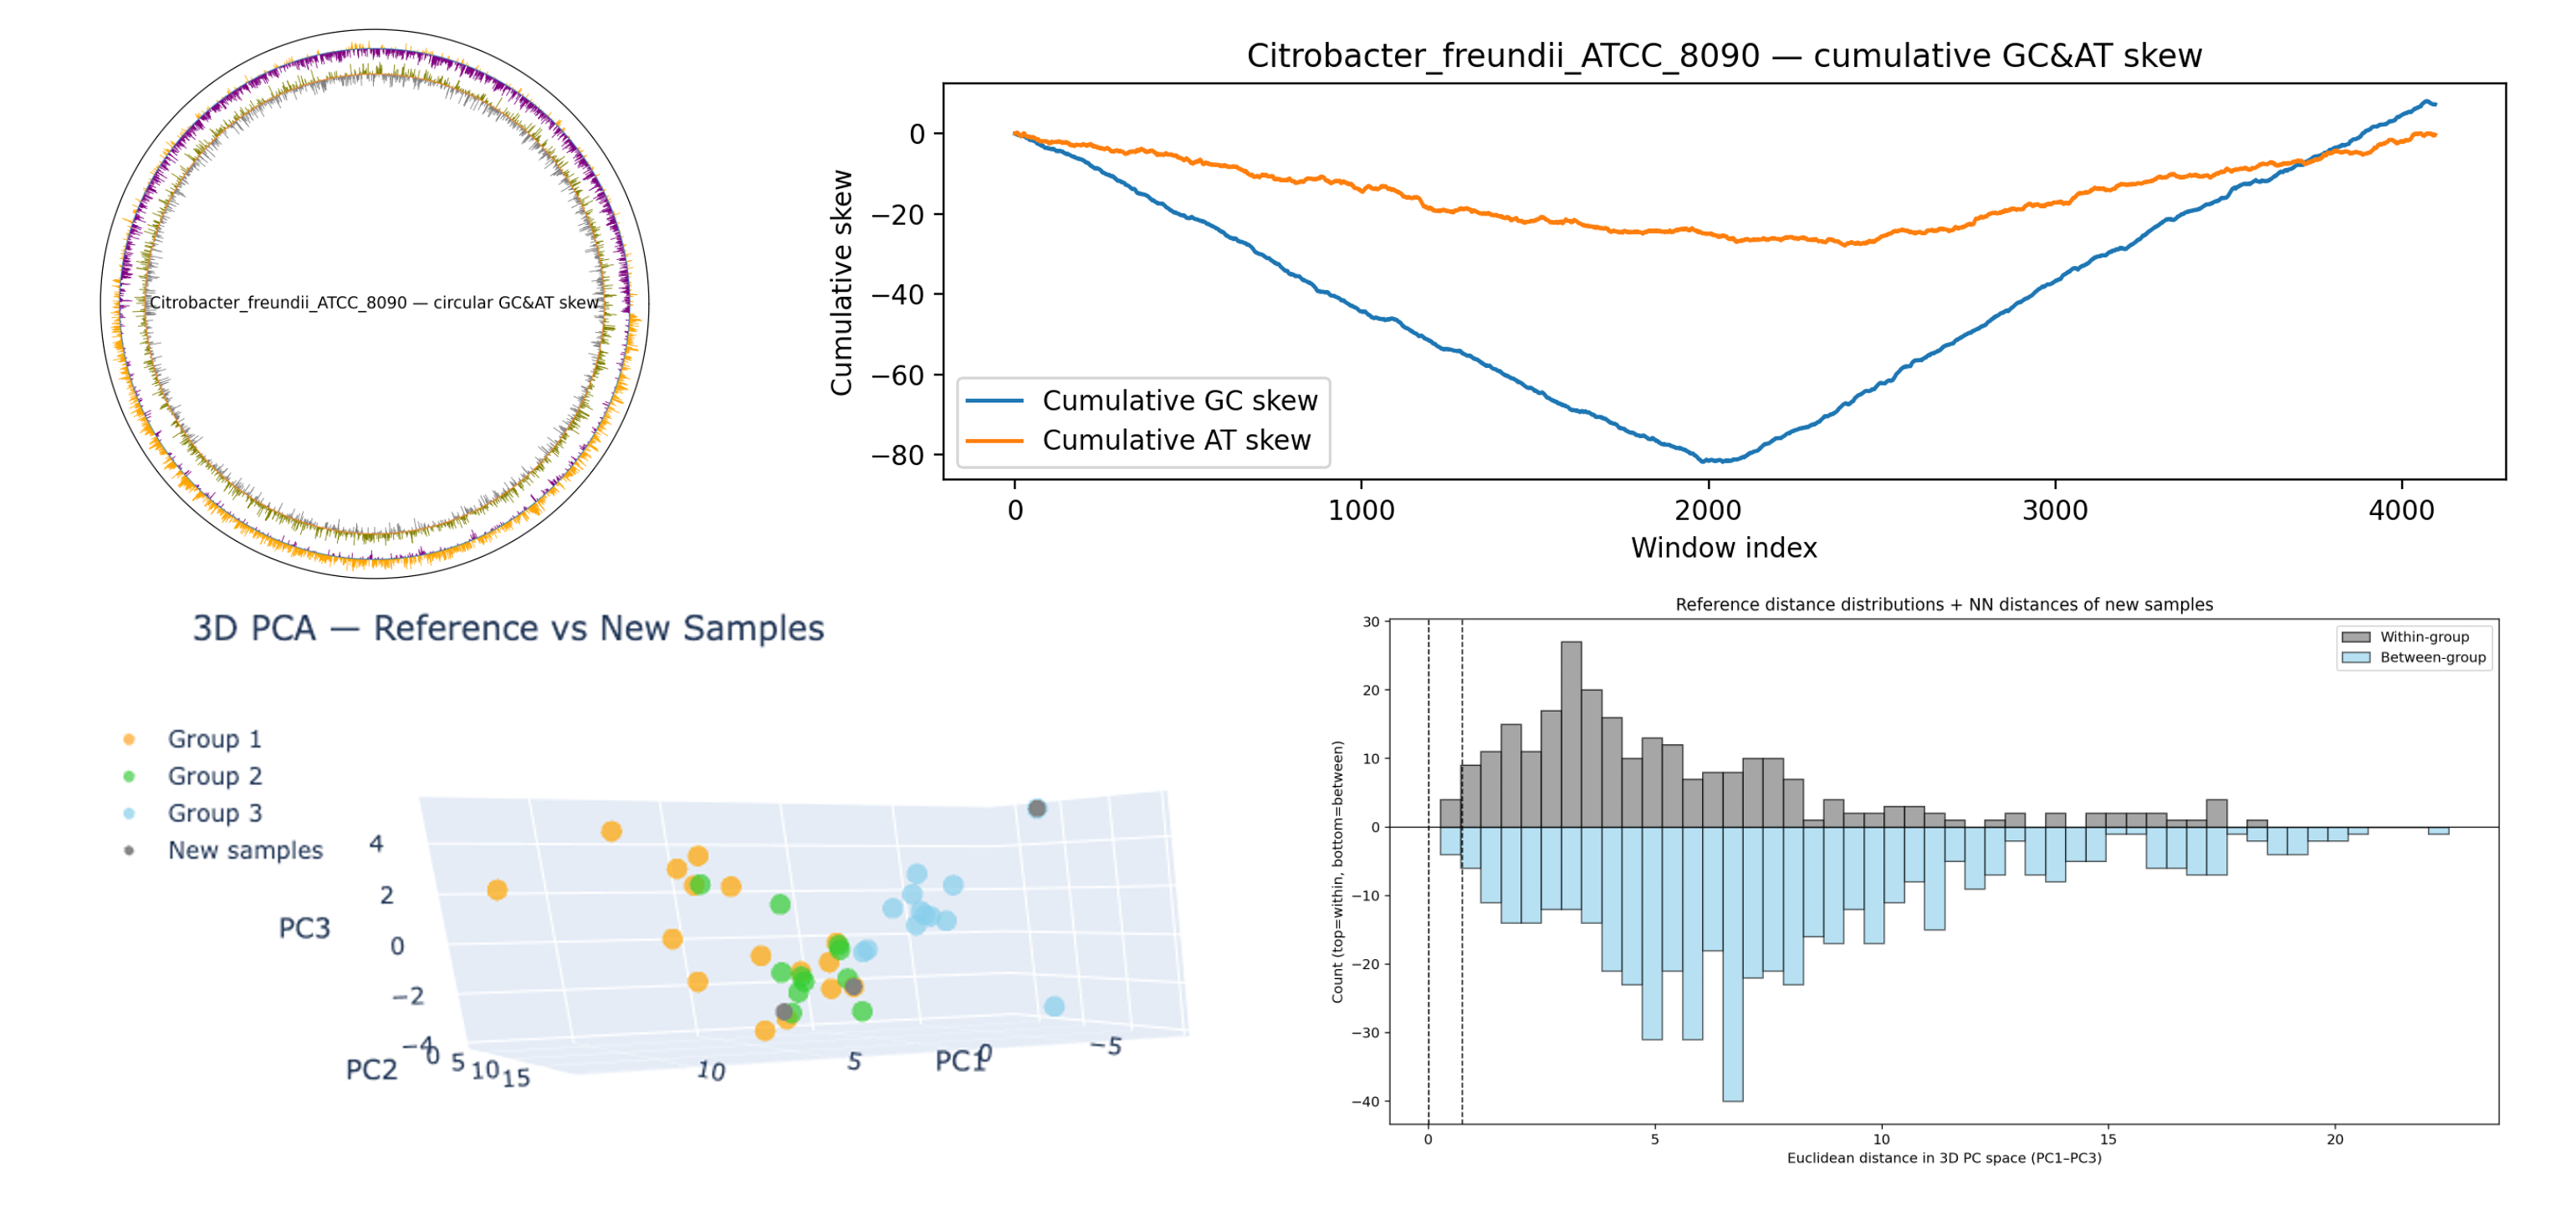 Citrobacter_freundii_ATCC_8090 — circular GC&AT skew
Citrobacter_freundii_ATCC_8090 — cumulative GC&AT skew
Cumulative skew
0
−20
−40
−60
−80
Cumulative GC skew
Cumulative AT skew
0 1000 2000 3000 4000
Window index
3D PCA — Reference vs New Samples
Group 1
Group 2
Group 3
New samples
PC3
4
2
0
−2
−4
PC2
0 5 10 15
10 5 0 −5
PC1
Reference distance distributions + NN distances of new samples
Within-group
Between-group
Count (top=within, bottom=between)
30
20
10
0
−10
−20
−30
−40
0 5 10 15 20
Euclidean distance in 3D PC space (PC1–PC3)